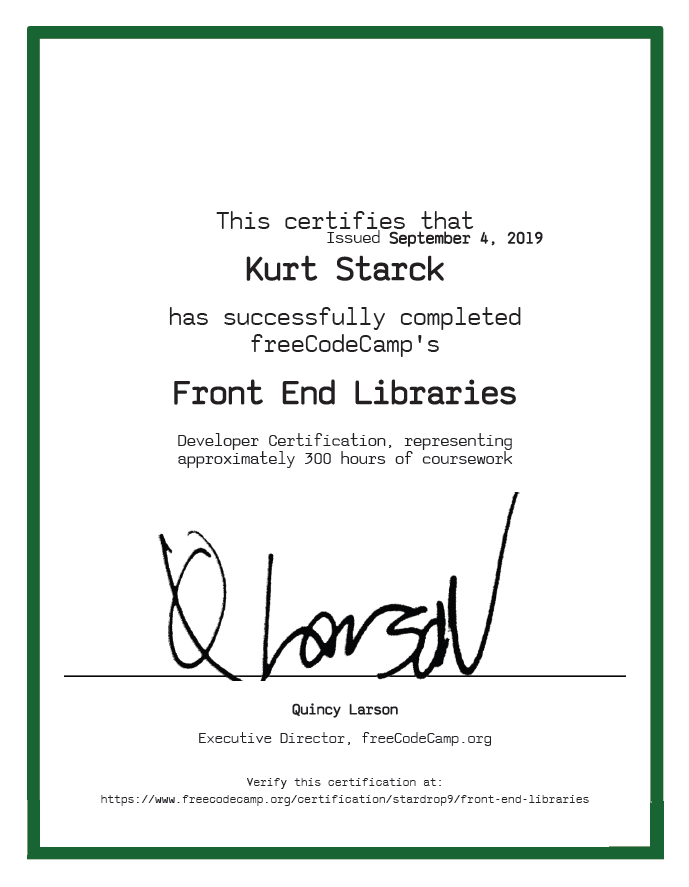 This certifies that
Issued September 4, 2019
Kurt Starck
has successfully completed
freeCodeCamp's
Front End Libraries
Developer Certification, representing
approximately 300 hours of coursework
Q Larson
Quincy Larson
Executive Director, freeCodeCamp.org
Verify this certification at:
https://www.freecodecamp.org/certification/stardrop9/front-end-libraries